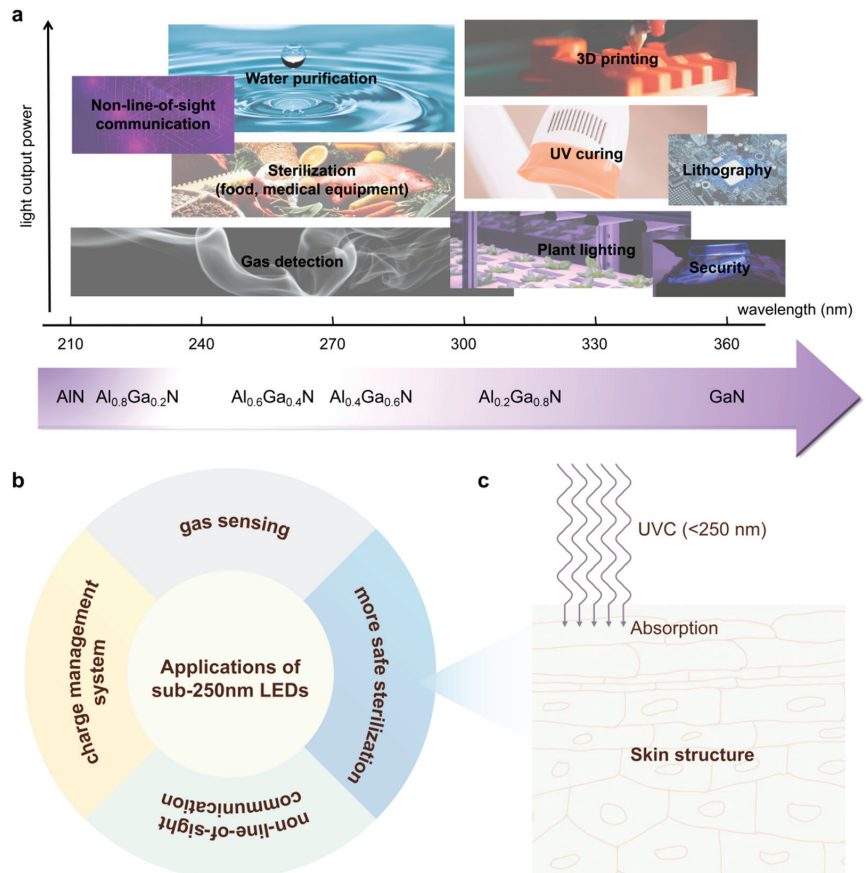 a
light output power
Water purification
3D printing
Non-line-of-sight
communication
UV curing
Lithography
Sterilization
(food, medical equipment)
Gas detection
Plant lighting
Security
wavelength (nm)
210 240 270 300 330 360
AlN Al0.8Ga0.2N Al0.6Ga0.4N Al0.4Ga0.6N Al0.2Ga0.8N GaN
b
gas sensing
more safe sterilization
non-line-of-sight
communication
charge management
system
Applications of
sub-250nm LEDs
c
UVC (<250 nm)
Absorption
Skin structure